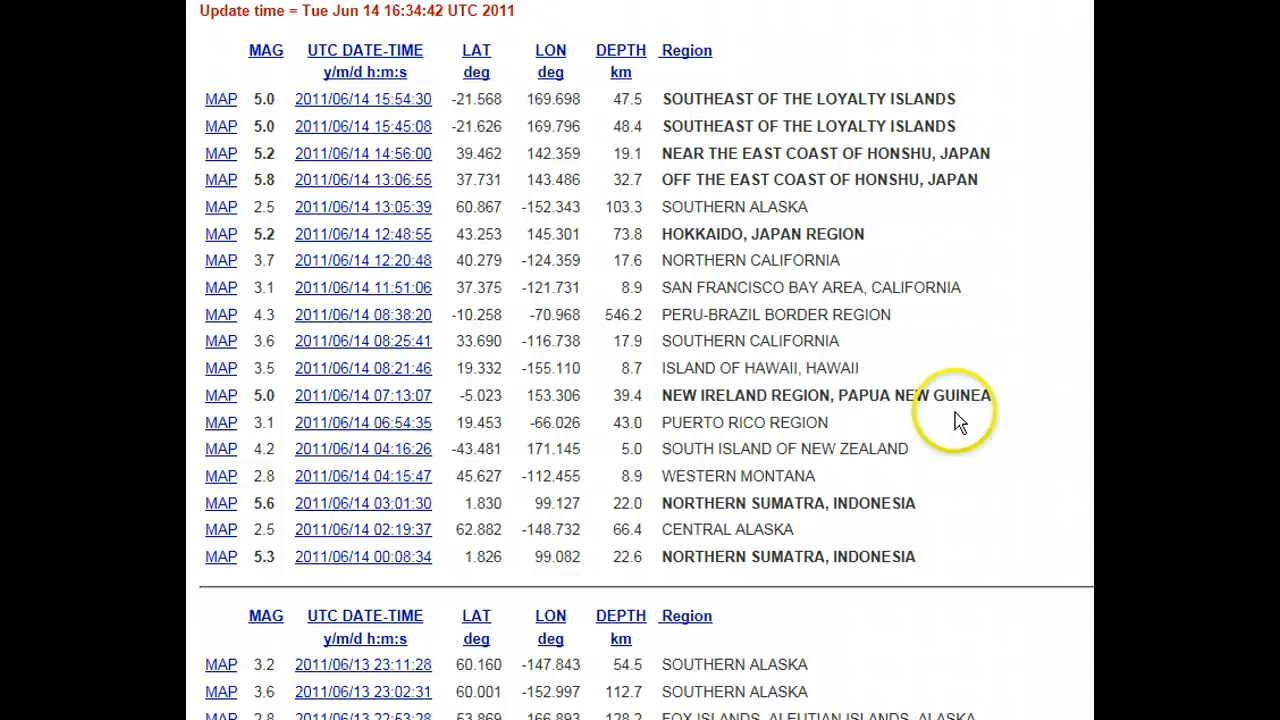 Update time = Tue Jun 14 16:34:42 UTC 2011
MAG UTC DATE-TIME LAT LON DEPTH Region
y/m/d h:m:s deg deg km
MAP 5.0 2011/06/14 15:54:30 -21.568 169.698 47.5 SOUTHEAST OF THE LOYALTY ISLANDS
MAP 5.0 2011/06/14 15:45:08 -21.626 169.796 48.4 SOUTHEAST OF THE LOYALTY ISLANDS
MAP 5.2 2011/06/14 14:56:00 39.462 142.359 19.1 NEAR THE EAST COAST OF HONSHU, JAPAN
MAP 5.8 2011/06/14 13:06:55 37.731 143.486 32.7 OFF THE EAST COAST OF HONSHU, JAPAN
MAP 2.5 2011/06/14 13:05:39 60.867 -152.343 103.3 SOUTHERN ALASKA
MAP 5.2 2011/06/14 12:48:55 43.253 145.301 73.8 HOKKAIDO, JAPAN REGION
MAP 3.7 2011/06/14 12:20:48 40.279 -124.359 17.6 NORTHERN CALIFORNIA
MAP 3.1 2011/06/14 11:51:06 37.375 -121.731 8.9 SAN FRANCISCO BAY AREA, CALIFORNIA
MAP 4.3 2011/06/14 08:38:20 -10.258 -70.968 546.2 PERU-BRAZIL BORDER REGION
MAP 3.6 2011/06/14 08:25:41 33.690 -116.738 17.9 SOUTHERN CALIFORNIA
MAP 3.5 2011/06/14 08:21:46 19.332 -155.110 8.7 ISLAND OF HAWAII, HAWAII
MAP 5.0 2011/06/14 07:13:07 -5.023 153.306 39.4 NEW IRELAND REGION, PAPUA NEW GUINEA
MAP 3.1 2011/06/14 06:54:35 19.453 -66.026 43.0 PUERTO RICO REGION
MAP 4.2 2011/06/14 04:16:26 -43.481 171.145 5.0 SOUTH ISLAND OF NEW ZEALAND
MAP 2.8 2011/06/14 04:15:47 45.627 -112.455 8.9 WESTERN MONTANA
MAP 5.6 2011/06/14 03:01:30 1.830 99.127 22.0 NORTHERN SUMATRA, INDONESIA
MAP 2.5 2011/06/14 02:19:37 62.882 -148.732 66.4 CENTRAL ALASKA
MAP 5.3 2011/06/14 00:08:34 1.826 99.082 22.6 NORTHERN SUMATRA, INDONESIA
MAG UTC DATE-TIME LAT LON DEPTH Region
y/m/d h:m:s deg deg km
MAP 3.2 2011/06/13 23:11:28 60.160 -147.843 54.5 SOUTHERN ALASKA
MAP 3.6 2011/06/13 23:02:31 60.001 -152.997 112.7 SOUTHERN ALASKA
MAP 2.8 2011/06/13 22:53:28 53.869 -166.893 128.2 FOX ISLANDS, ALEUTIAN ISLANDS, ALASKA